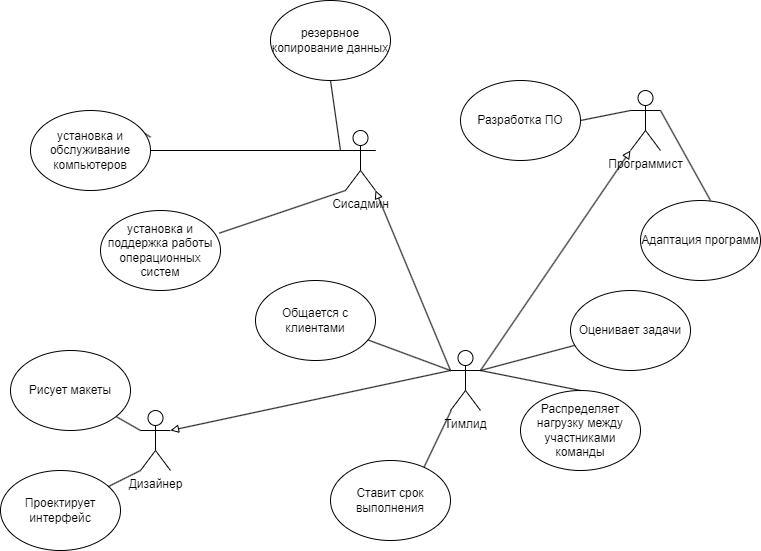 резервное
копирование данных
установка и
обслуживание
компьютеров
Разработка ПО
Программист
Сисадмин
установка и
поддержка работы
операционных
систем
Адаптация программ
Общается с
клиентами
Оценивает задачи
Рисует макеты
Распределяет
нагрузку между
участниками
команды
Тимлид
Дизайнер
Ставит срок
выполнения
Проектирует
интерфейс